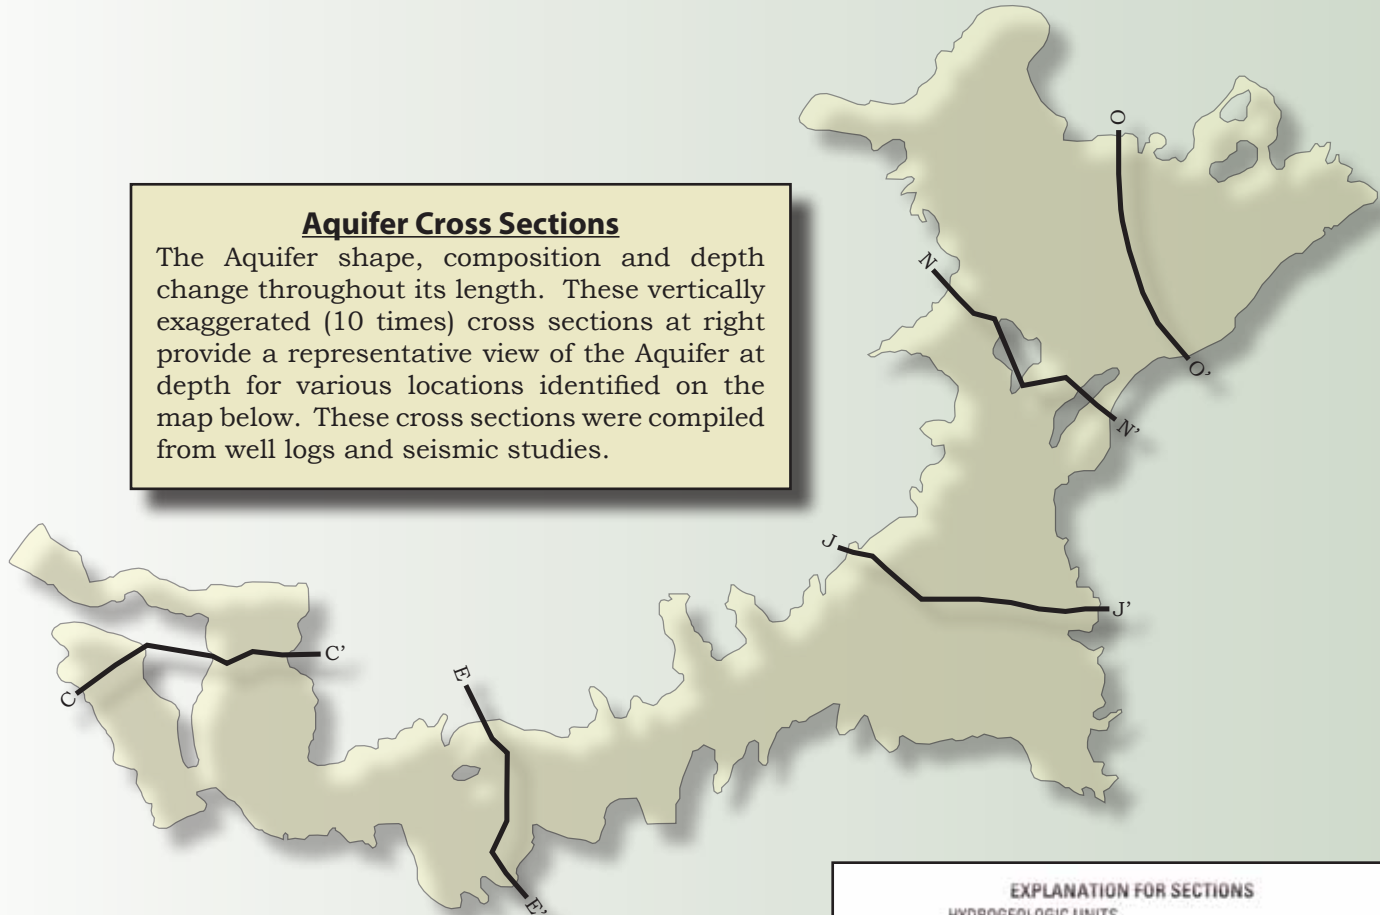 Aquifer Cross Sections
The Aquifer shape, composition and depth
change throughout its length. These vertically
exaggerated (10 times) cross sections at right
provide a representative view of the Aquifer at
depth for various locations identified on the
map below. These cross sections were compiled
from well logs and seismic studies.
O
N
O'
N'
J
J'
C'
C
E
E'
EXPLANATION FOR SECTIONS
HYDROGEOLOGIC UNITS